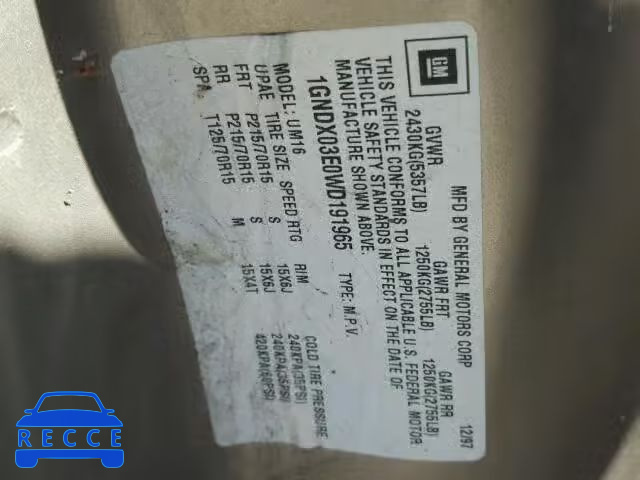 GM
MFD BY GENERAL MOTORS CORP 12/97
GVWR GAWR FRT GAWR RR
2430KG(5357LB) 1250KG(2755LB) 1250KG(2755LB)
THIS VEHICLE CONFORMS TO ALL APPLICABLE U.S. FEDERAL MOTOR
VEHICLE SAFETY STANDARDS IN EFFECT ON THE DATE OF
MANUFACTURE SHOWN ABOVE.
1GNDX03E0WD191965 TYPE: M.P.V.
MODEL: UM16
UPAE TIRE SIZE SPEED RTG RIM COLD TIRE PRESSURE
FRT P215/70R15 S 15X6J 240KPA(35PSI)
RR P215/70R15 S 15X6J 240KPA(35PSI)
SPA T125/70R15 M 15X4T 420KPA(60PSI)
RECCE